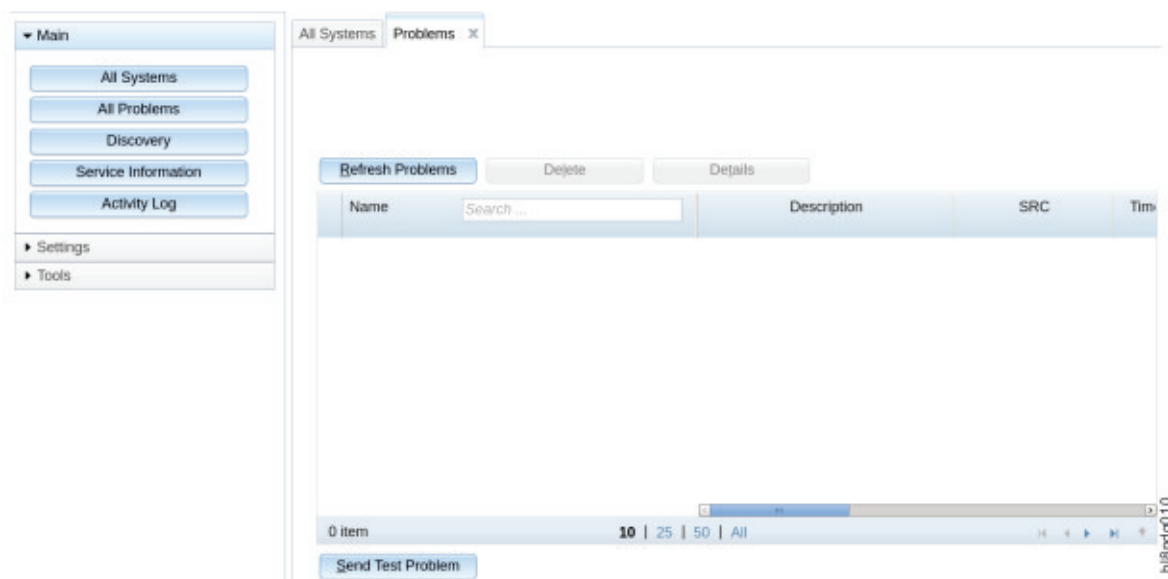 Main
All Systems
All Problems
Discovery
Service Information
Activity Log
Settings
Tools
All Systems Problems X
Refresh Problems Delete Details
Name Search ... Description SRC Tim
0 item 10 | 25 | 50 | All
Send Test Problem